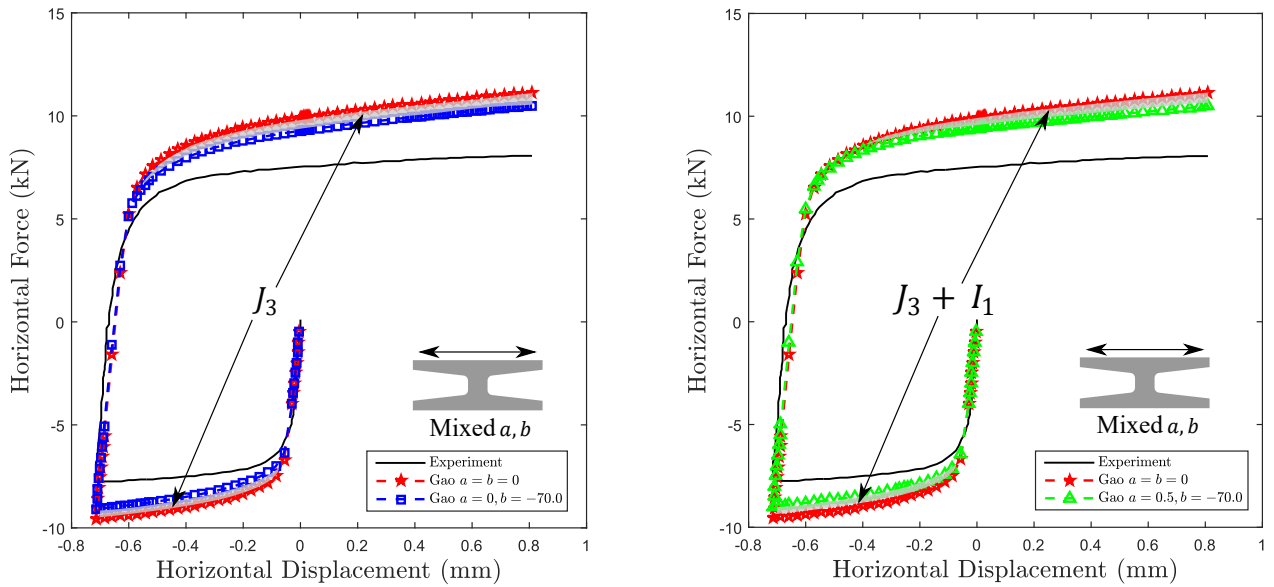 15
10
5
0
-5
-10
Horizontal Force (kN)
J₃
Mixed a, b
Experiment
Gao a = b = 0
Gao a = 0, b = −70.0
-0.8 -0.6 -0.4 -0.2 0 0.2 0.4 0.6 0.8 1
Horizontal Displacement (mm)
15
10
5
0
-5
-10
Horizontal Force (kN)
J₃ + I₁
Mixed a, b
Experiment
Gao a = b = 0
Gao a = 0.5, b = −70.0
-0.8 -0.6 -0.4 -0.2 0 0.2 0.4 0.6 0.8 1
Horizontal Displacement (mm)